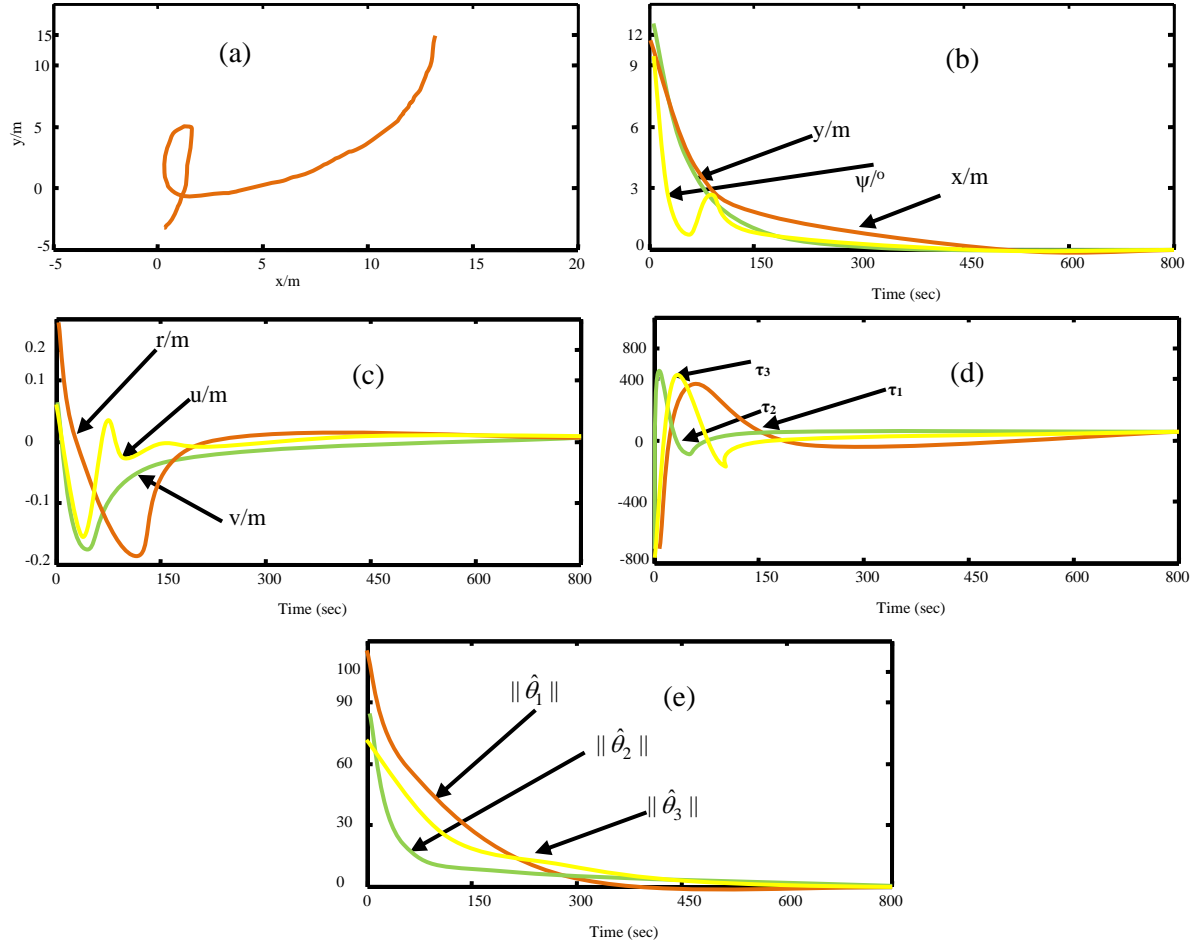 (a)
15
10
5
0
-5
y/m
-5
0
5
10
15
20
x/m
(b)
12
9
6
3
0
y/m
ψ/o
x/m
0
150
300
450
600
800
Time (sec)
(c)
0.2
0.1
0
-0.1
-0.2
r/m
u/m
v/m
0
150
300
450
600
800
Time (sec)
(d)
800
400
0
-400
-800
τ3
τ2
τ1
0
150
300
450
600
800
Time (sec)
(e)
100
90
60
30
0
|| θ̂1 ||
|| θ̂2 ||
|| θ̂3 ||
0
150
300
450
600
800
Time (sec)